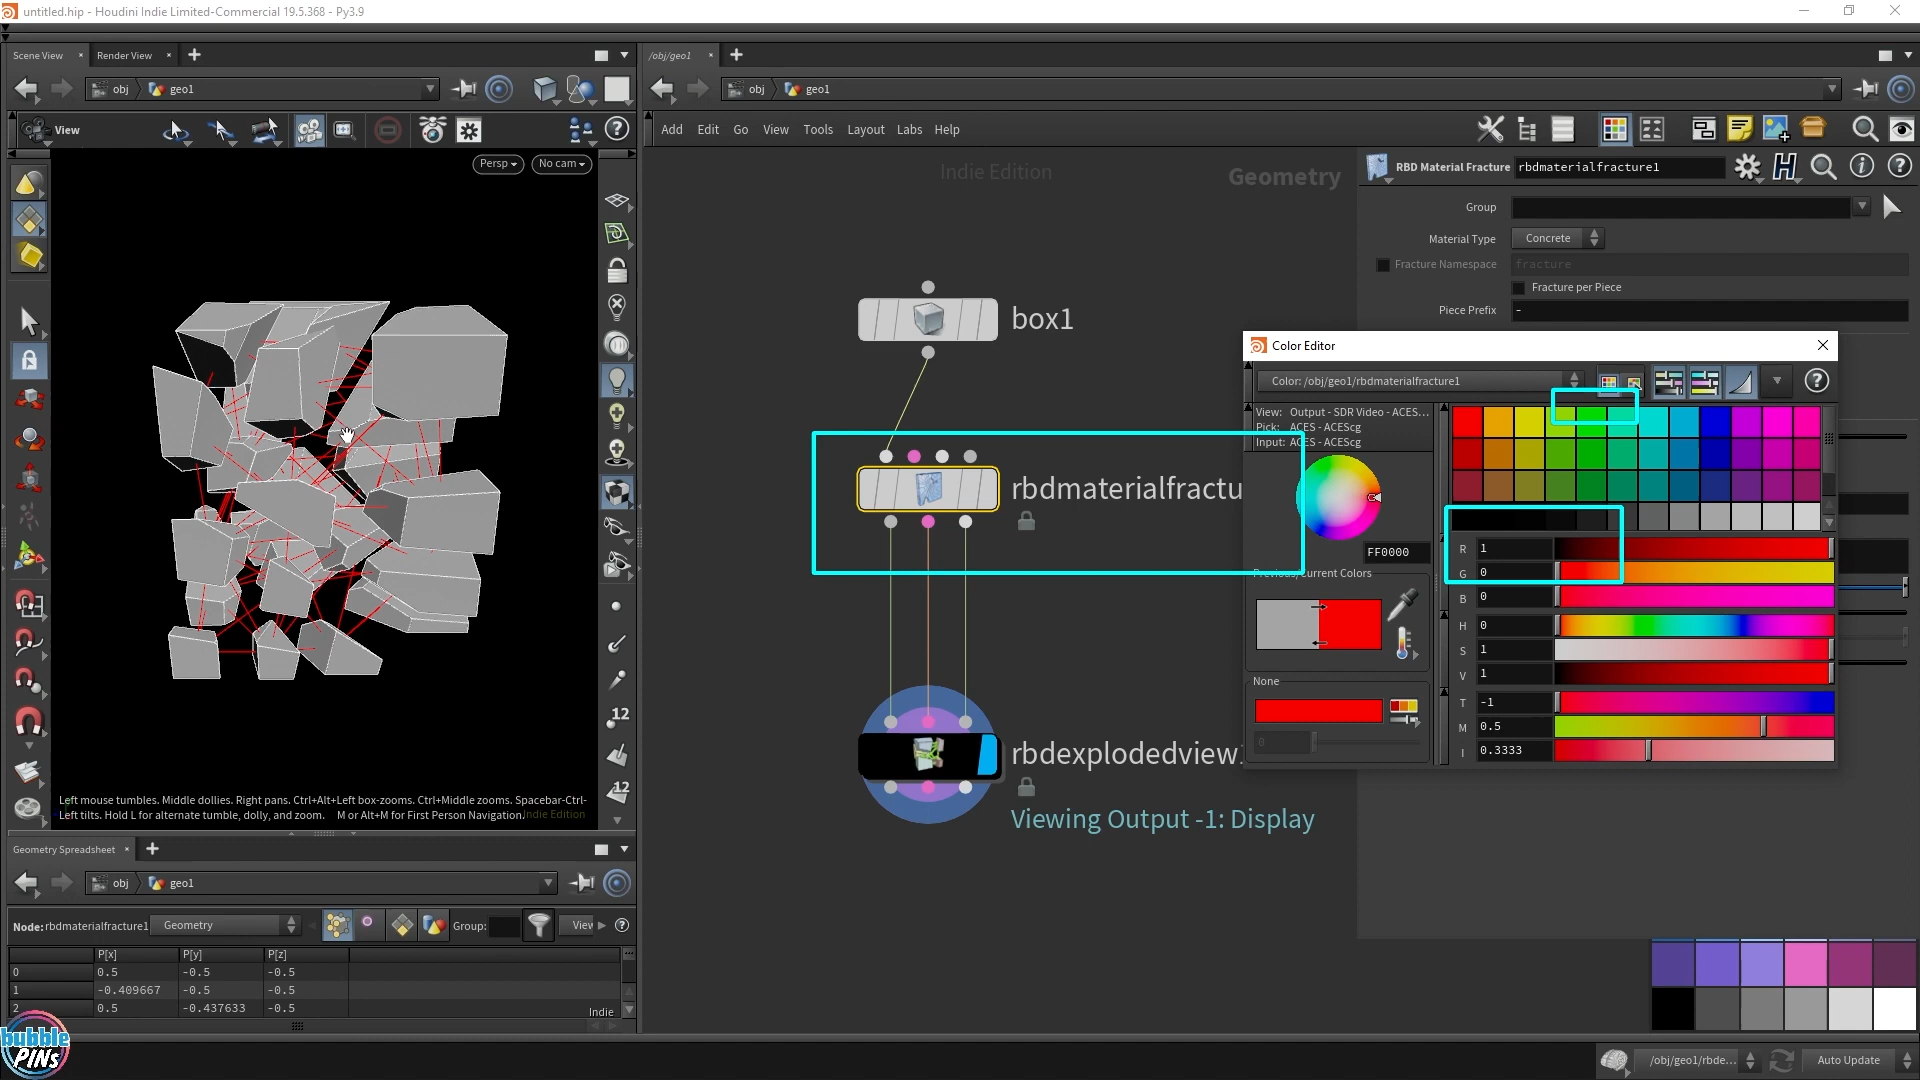 untitled.hip - Houdini Indie Limited-Commercial 19.5.368 - Py3.9
Scene View
Render View
/obj/geo1
obj
geo1
obj
geo1
View
Add Edit Go View Tools Layout Labs Help
Persp
No cam
Indie Edition
Geometry
RBD Material Fracture
rbdmaterialfracture1
Group
Material Type
Concrete
Fracture Namespace
fracture
Fracture per Piece
Piece Prefix
-
box1
Color Editor
Color: /obj/geo1/rbdmaterialfracture1
View: Output - SDR Video - ACES...
Pick: ACES - ACEScg
Input: ACES - ACEScg
rbdmaterialfractu
FF0000
Previous/Current Colors
None
0
R 1
G 0
B 0
H 0
S 1
V 1
T -1
M 0.5
I 0.3333
rbdexplodedview
Viewing Output -1: Display
12
12
Left mouse tumbles. Middle dollies. Right pans. Ctrl+Alt+Left box-zooms. Ctrl+Middle zooms. Spacebar-Ctrl-
Left tilts. Hold L for alternate tumble, dolly, and zoom. M or Alt+M for First Person Navigation.
Indie Edition
Geometry Spreadsheet
obj
geo1
Node: rbdmaterialfracture1
Geometry
Group:
View
P[x] P[y] P[z]
0 0.5 -0.5 -0.5
1 -0.409667 -0.5 -0.5
2 0.5 -0.437633 -0.5
Indie
bubble
PINs
/obj/geo1/rbde...
Auto Update